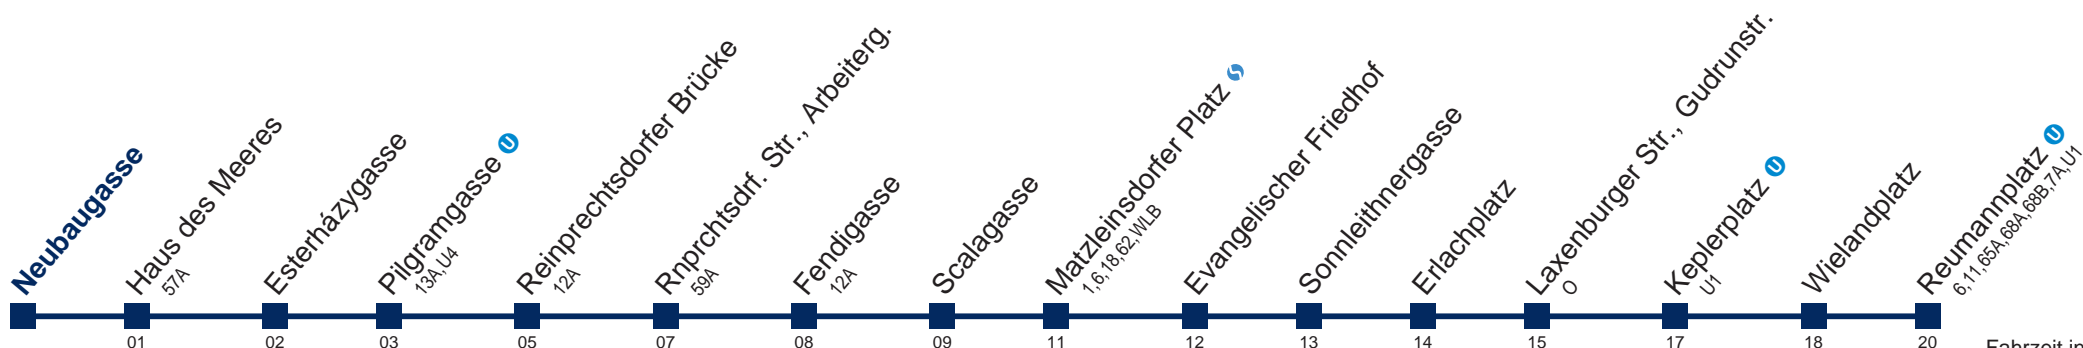 Neubaugasse
Haus des Meeres
57A
Esterházygasse
Pilgramgasse U
13A,U4
Reinprechtsdorfer Brücke
12A
Rnprchtsdrf. Str., Arbeiterg.
59A
Fendigasse
12A
Scalagasse
Matzleinsdorfer Platz
1,6,18,62,WLB
Evangelischer Friedhof
Sonnleithnergasse
Erlachplatz
Laxenburger Str., Gudrunstr.
O
Keplerplatz U
U1
Wielandplatz
Reumannplatz U
6,11,65A,68A,68B,7A,U1
01 02 03 05 07 08 09 11 12 13 14 15 17 18 20
Fahrzeit in